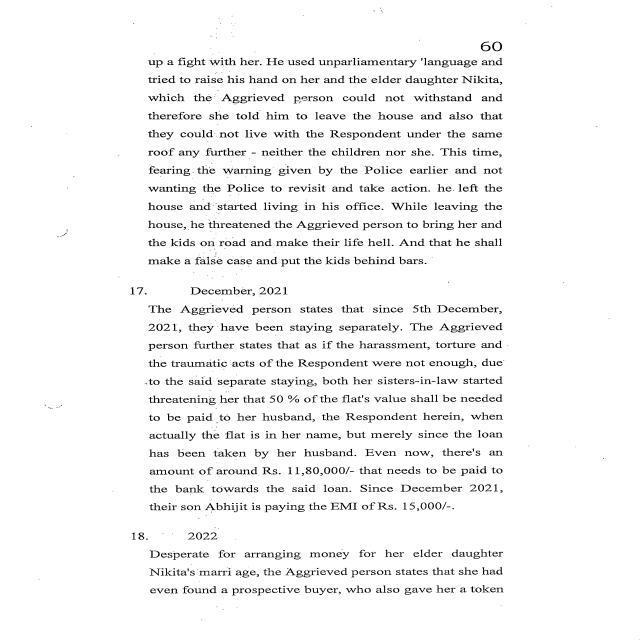 60
up a fight with her. He used unparliamentary 'language and
tried to raise his hand on her and the elder daughter Nikita,
which the Aggrieved person could not withstand and
therefore she told him to leave the house and also that
they could not live with the Respondent under the same
roof any further - neither the children nor she. This time,
fearing the warning given by the Police earlier and not
wanting the Police to revisit and take action. he left the
house and started living in his office. While leaving the
house, he threatened the Aggrieved person to bring her and
the kids on road and make their life hell. And that he shall
make a false case and put the kids behind bars.
17. December, 2021
The Aggrieved person states that since 5th December,
2021, they have been staying separately. The Aggrieved
person further states that as if the harassment, torture and
the traumatic acts of the Respondent were not enough, due
to the said separate staying, both her sisters-in-law started
threatening her that 50 % of the flat's value shall be needed
to be paid to her husband, the Respondent herein, when
actually the flat is in her name, but merely since the loan
has been taken by her husband. Even now, there's an
amount of around Rs. 11,80,000/- that needs to be paid to
the bank towards the said loan. Since December 2021,
their son Abhijit is paying the EMI of Rs. 15,000/-.
18. 2022
Desperate for arranging money for her elder daughter
Nikita's marri age, the Aggrieved person states that she had
even found a prospective buyer, who also gave her a token